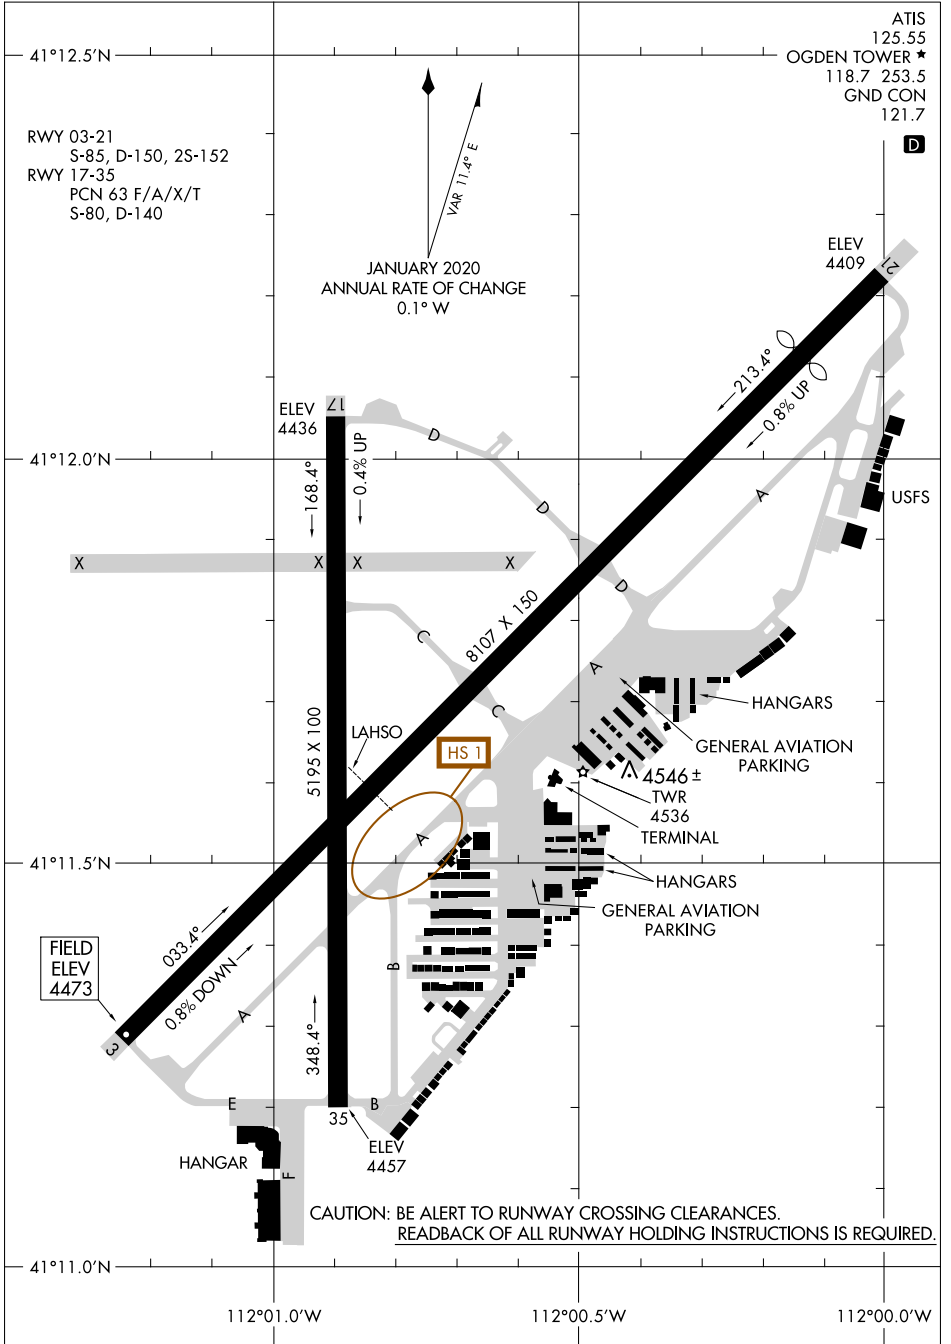 ATIS
125.55
OGDEN TOWER ★
118.7 253.5
GND CON
121.7
D
41°12.5'N
RWY 03-21
S-85, D-150, 2S-152
RWY 17-35
PCN 63 F/A/X/T
S-80, D-140
VAR 11.4° E
JANUARY 2020
ANNUAL RATE OF CHANGE
0.1° W
ELEV
4409
21
213.4°
0.8% UP
17
ELEV
4436
D
41°12.0'N
168.4°
0.4% UP
A
USFS
D
X
X
X
X
D
8107 X 150
C
A
HANGARS
C
GENERAL AVIATION
PARKING
5195 X 100
LAHSO
HS 1
4546 ±
TWR
4536
TERMINAL
A
41°11.5'N
HANGARS
GENERAL AVIATION
PARKING
033.4°
0.8% DOWN
FIELD
ELEV
4473
B
A
348.4°
3
E
B
35
ELEV
4457
HANGAR
F
CAUTION: BE ALERT TO RUNWAY CROSSING CLEARANCES.
READBACK OF ALL RUNWAY HOLDING INSTRUCTIONS IS REQUIRED.
41°11.0'N
112°01.0'W
112°00.5'W
112°00.0'W